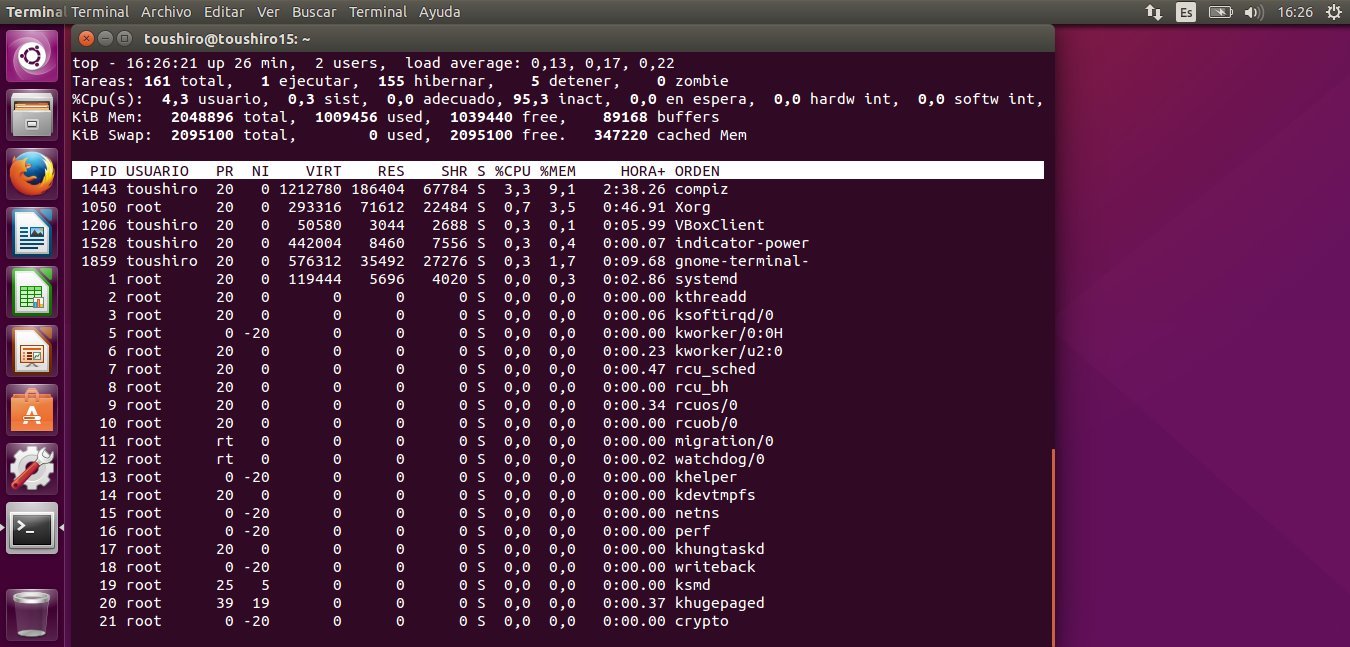 Terminal Terminal Archivo Editar Ver Buscar Terminal Ayuda Es 16:26
toushiro@toushiro15: ~
top - 16:26:21 up 26 min,  2 users,  load average: 0,13, 0,17, 0,22
Tareas: 161 total,   1 ejecutar, 155 hibernar,   5 detener,   0 zombie
%Cpu(s):  4,3 usuario,  0,3 sist,  0,0 adecuado, 95,3 inact,  0,0 en espera,  0,0 hardw int,  0,0 softw int,
KiB Mem:   2048896 total,  1009456 used,  1039440 free,    89168 buffers
KiB Swap:  2095100 total,        0 used,  2095100 free.   347220 cached Mem
PID USUARIO   PR  NI    VIRT    RES    SHR S %CPU %MEM     HORA+ ORDEN
1443 toushiro  20   0 1212780 186404  67784 S  3,3  9,1   2:38.26 compiz
1050 root      20   0  293316  71612  22484 S  0,7  3,5   0:46.91 Xorg
1206 toushiro  20   0   50580   3044   2688 S  0,3  0,1   0:05.99 VBoxClient
1528 toushiro  20   0  442004   8460   7556 S  0,3  0,4   0:00.07 indicator-power
1859 toushiro  20   0  576312  35492  27276 S  0,3  1,7   0:09.68 gnome-terminal-
1 root      20   0  119444   5696   4020 S  0,0  0,3   0:02.86 systemd
2 root      20   0       0      0      0 S  0,0  0,0   0:00.00 kthreadd
3 root      20   0       0      0      0 S  0,0  0,0   0:00.06 ksoftirqd/0
5 root       0 -20       0      0      0 S  0,0  0,0   0:00.00 kworker/0:0H
6 root      20   0       0      0      0 S  0,0  0,0   0:00.23 kworker/u2:0
7 root      20   0       0      0      0 S  0,0  0,0   0:00.47 rcu_sched
8 root      20   0       0      0      0 S  0,0  0,0   0:00.00 rcu_bh
9 root      20   0       0      0      0 S  0,0  0,0   0:00.34 rcuos/0
10 root      20   0       0      0      0 S  0,0  0,0   0:00.00 rcuob/0
11 root      rt   0       0      0      0 S  0,0  0,0   0:00.00 migration/0
12 root      rt   0       0      0      0 S  0,0  0,0   0:00.02 watchdog/0
13 root       0 -20       0      0      0 S  0,0  0,0   0:00.00 khelper
14 root      20   0       0      0      0 S  0,0  0,0   0:00.00 kdevtmpfs
15 root       0 -20       0      0      0 S  0,0  0,0   0:00.00 netns
16 root       0 -20       0      0      0 S  0,0  0,0   0:00.00 perf
17 root      20   0       0      0      0 S  0,0  0,0   0:00.00 khungtaskd
18 root       0 -20       0      0      0 S  0,0  0,0   0:00.00 writeback
19 root      25   5       0      0      0 S  0,0  0,0   0:00.00 ksmd
20 root      39  19       0      0      0 S  0,0  0,0   0:00.37 khugepaged
21 root       0 -20       0      0      0 S  0,0  0,0   0:00.00 crypto